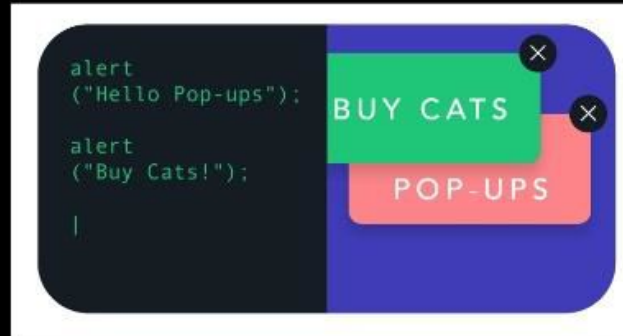 alert
("Hello Pop-ups");
alert
("Buy Cats!");
BUY CATS
POP-UPS